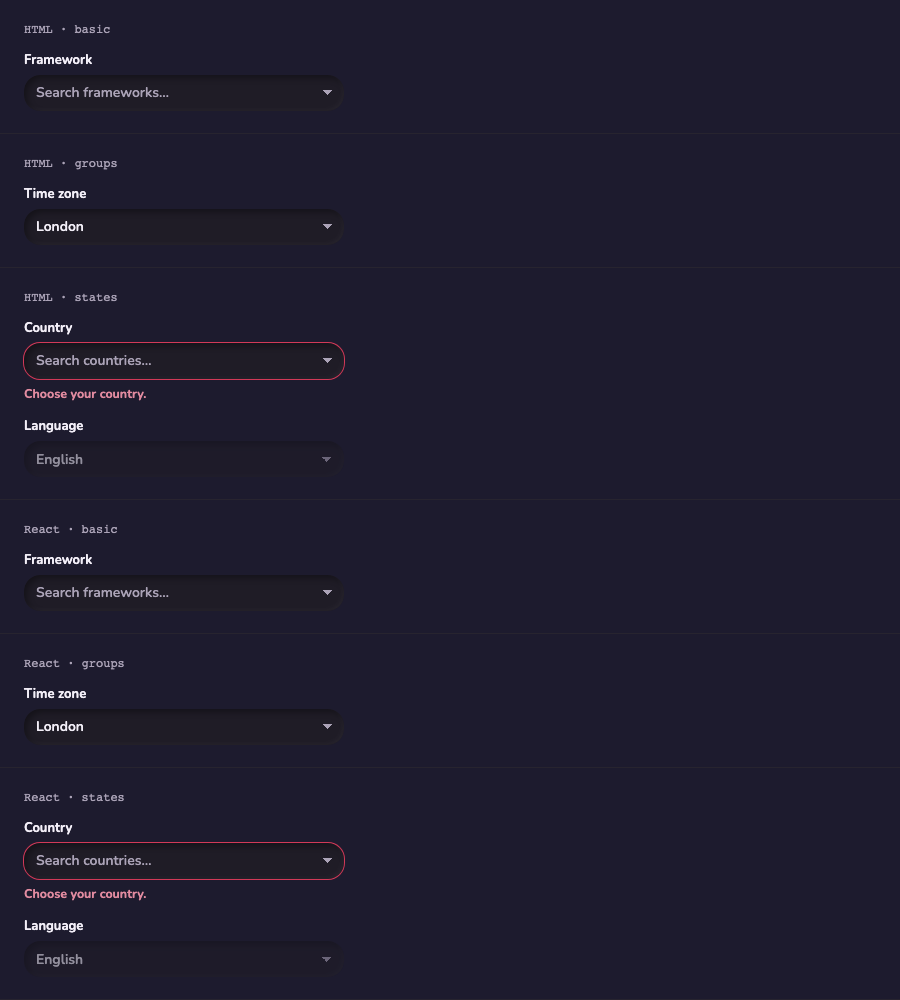 HTML · basic
Framework
Search frameworks...
HTML · groups
Time zone
London
HTML · states
Country
Search countries...
Choose your country.
Language
English
React · basic
Framework
Search frameworks...
React · groups
Time zone
London
React · states
Country
Search countries...
Choose your country.
Language
English